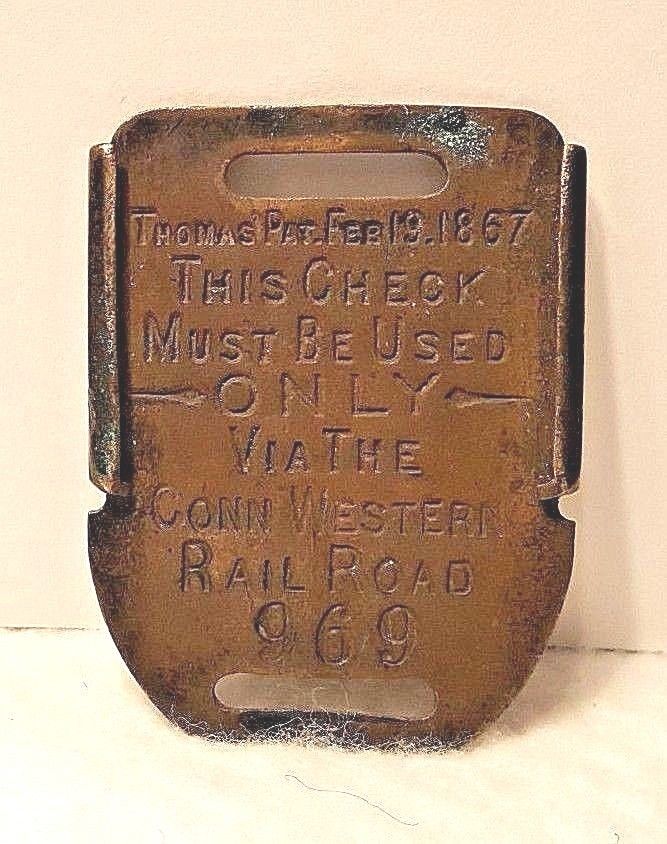 THOMAS PAT. FEB 19. 1867
THIS CHECK
MUST BE USED
ONLY
VIA THE
CONN WESTERN
RAIL ROAD
969